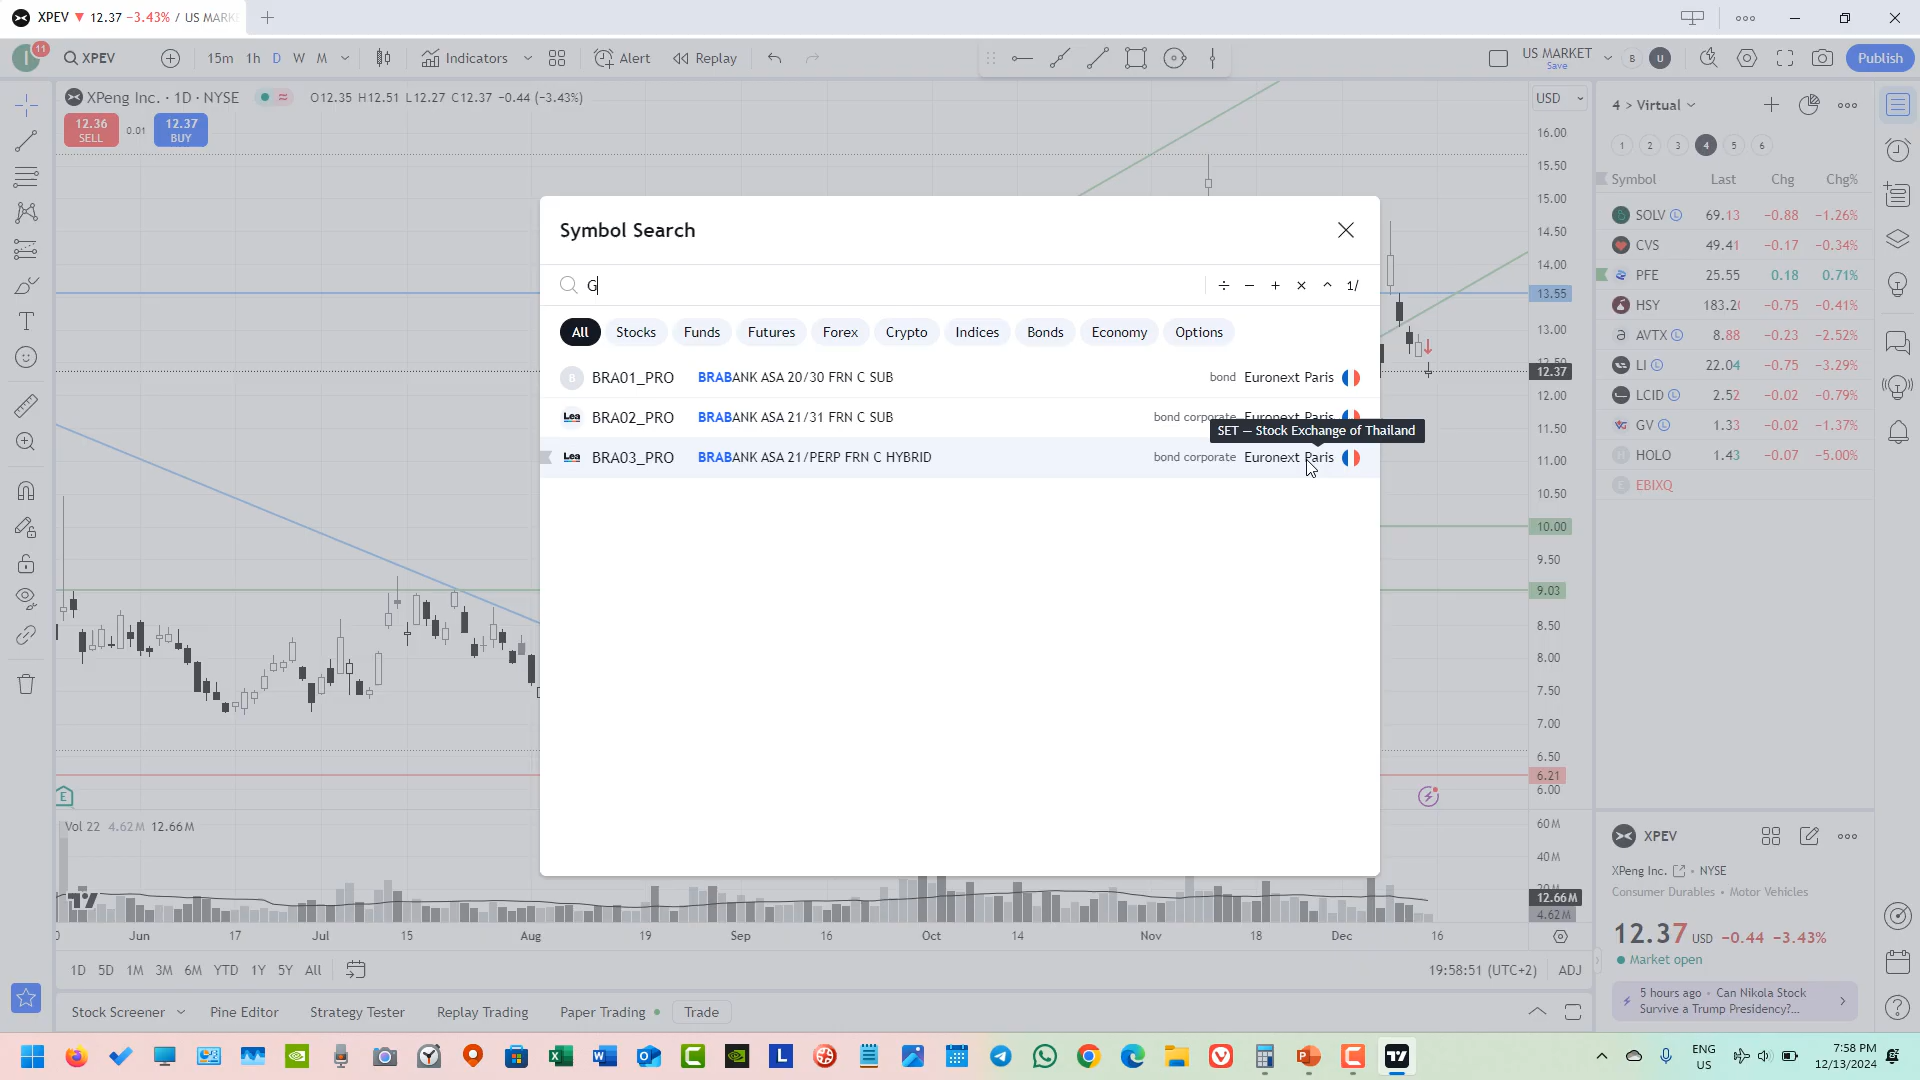 XPEV ▼ 12.37 −3.43% / US MARK
11
XPEV
15m 1h D W M
Indicators
Alert
Replay
US MARKET
Save
B
U
Publish
XPeng Inc. · 1D · NYSE
O12.35 H12.51 L12.27 C12.37 −0.44 (−3.43%)
12.36
SELL
0.01
12.37
BUY
USD
16.00
15.50
15.00
14.50
14.00
13.55
13.00
12.50
12.37
12.00
11.50
11.00
10.50
10.00
9.50
9.03
8.50
8.00
7.50
7.00
6.50
6.21
6.00
60M
40M
20M
12.66M
4.62M
Symbol Search
G
÷ − + × ^ 1/
All Stocks Funds Futures Forex Crypto Indices Bonds Economy Options
B BRA01_PRO BRABANK ASA 20/30 FRN C SUB bond Euronext Paris
Lea BRA02_PRO BRABANK ASA 21/31 FRN C SUB bond corporate Euronext Paris
SET — Stock Exchange of Thailand
Lea BRA03_PRO BRABANK ASA 21/PERP FRN C HYBRID bond corporate Euronext Paris
E
Vol 22 4.62M 12.66M
Jun 17 Jul 15 Aug 19 Sep 16 Oct 14 Nov 18 Dec 16
1D 5D 1M 3M 6M YTD 1Y 5Y All
19:58:51 (UTC+2) ADJ
Stock Screener Pine Editor Strategy Tester Replay Trading Paper Trading Trade
4 > Virtual
1 2 3 4 5 6
Symbol Last Chg Chg%
SOLV L 69.13 −0.88 −1.26%
CVS 49.41 −0.17 −0.34%
PFE 25.55 0.18 0.71%
HSY 183.2 −0.75 −0.41%
AVTX L 8.88 −0.23 −2.52%
LI L 22.04 −0.75 −3.29%
LCID L 2.52 −0.02 −0.79%
GV L 1.33 −0.02 −1.37%
H HOLO 1.43 −0.07 −5.00%
E EBIXQ
XPEV
XPeng Inc. • NYSE
Consumer Durables • Motor Vehicles
12.37 USD −0.44 −3.43%
Market open
5 hours ago • Can Nikola Stock
Survive a Trump Presidency?...
ENG
US
7:58 PM
12/13/2024